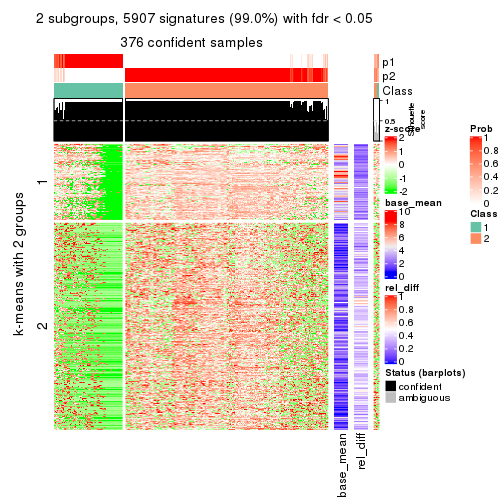 2 subgroups, 5907 signatures (99.0%) with fdr < 0.05
376 confident samples
p1
p2
Class
1
0.5
0
Silhouette
score
k-means with 2 groups
1
2
base_mean
rel_diff
z-score
2
1
0
-1
-2
base_mean
10
8
6
4
2
0
rel_diff
1
0.8
0.6
0.4
0.2
0
Status (barplots)
confident
ambiguous
Prob
1
0.8
0.6
0.4
0.2
0
Class
1
2